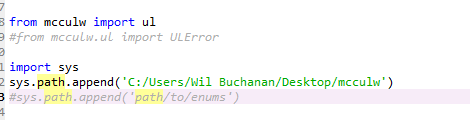 from mcculw import ul
#from mcculw.ul import ULError
import sys
sys.path.append('C:/Users/Wil Buchanan/Desktop/mcculw')
#sys.path.append('path/to/enums')